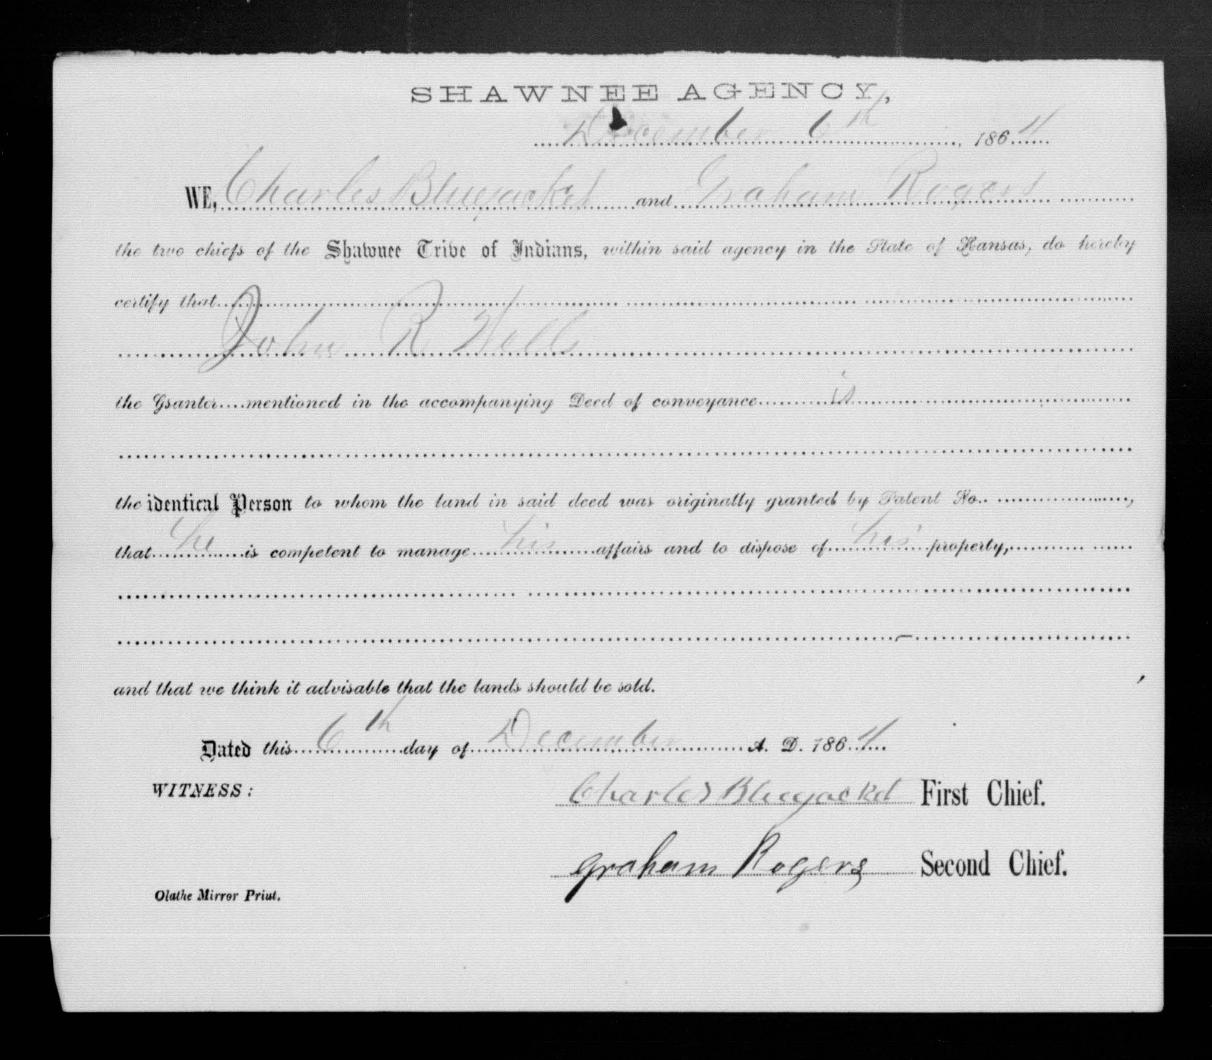 SHAWNEE AGENCY,
December 6th, 1864
WE, Charles Bluejacket and Graham Rogers
the two chiefs of the Shawnee Tribe of Indians, within said agency in the State of Kansas, do hereby
certify that
John R Wells
the Grantor....mentioned in the accompanying Deed of conveyance is
the identical Person to whom the land in said deed was originally granted by Patent No.. ,
that he is competent to manage his affairs and to dispose of his property,
and that we think it advisable that the lands should be sold.
Dated this 6th day of December A. D. 1864
WITNESS:
Charles Bluejacket First Chief.
Graham Rogers Second Chief.
Olathe Mirror Print.